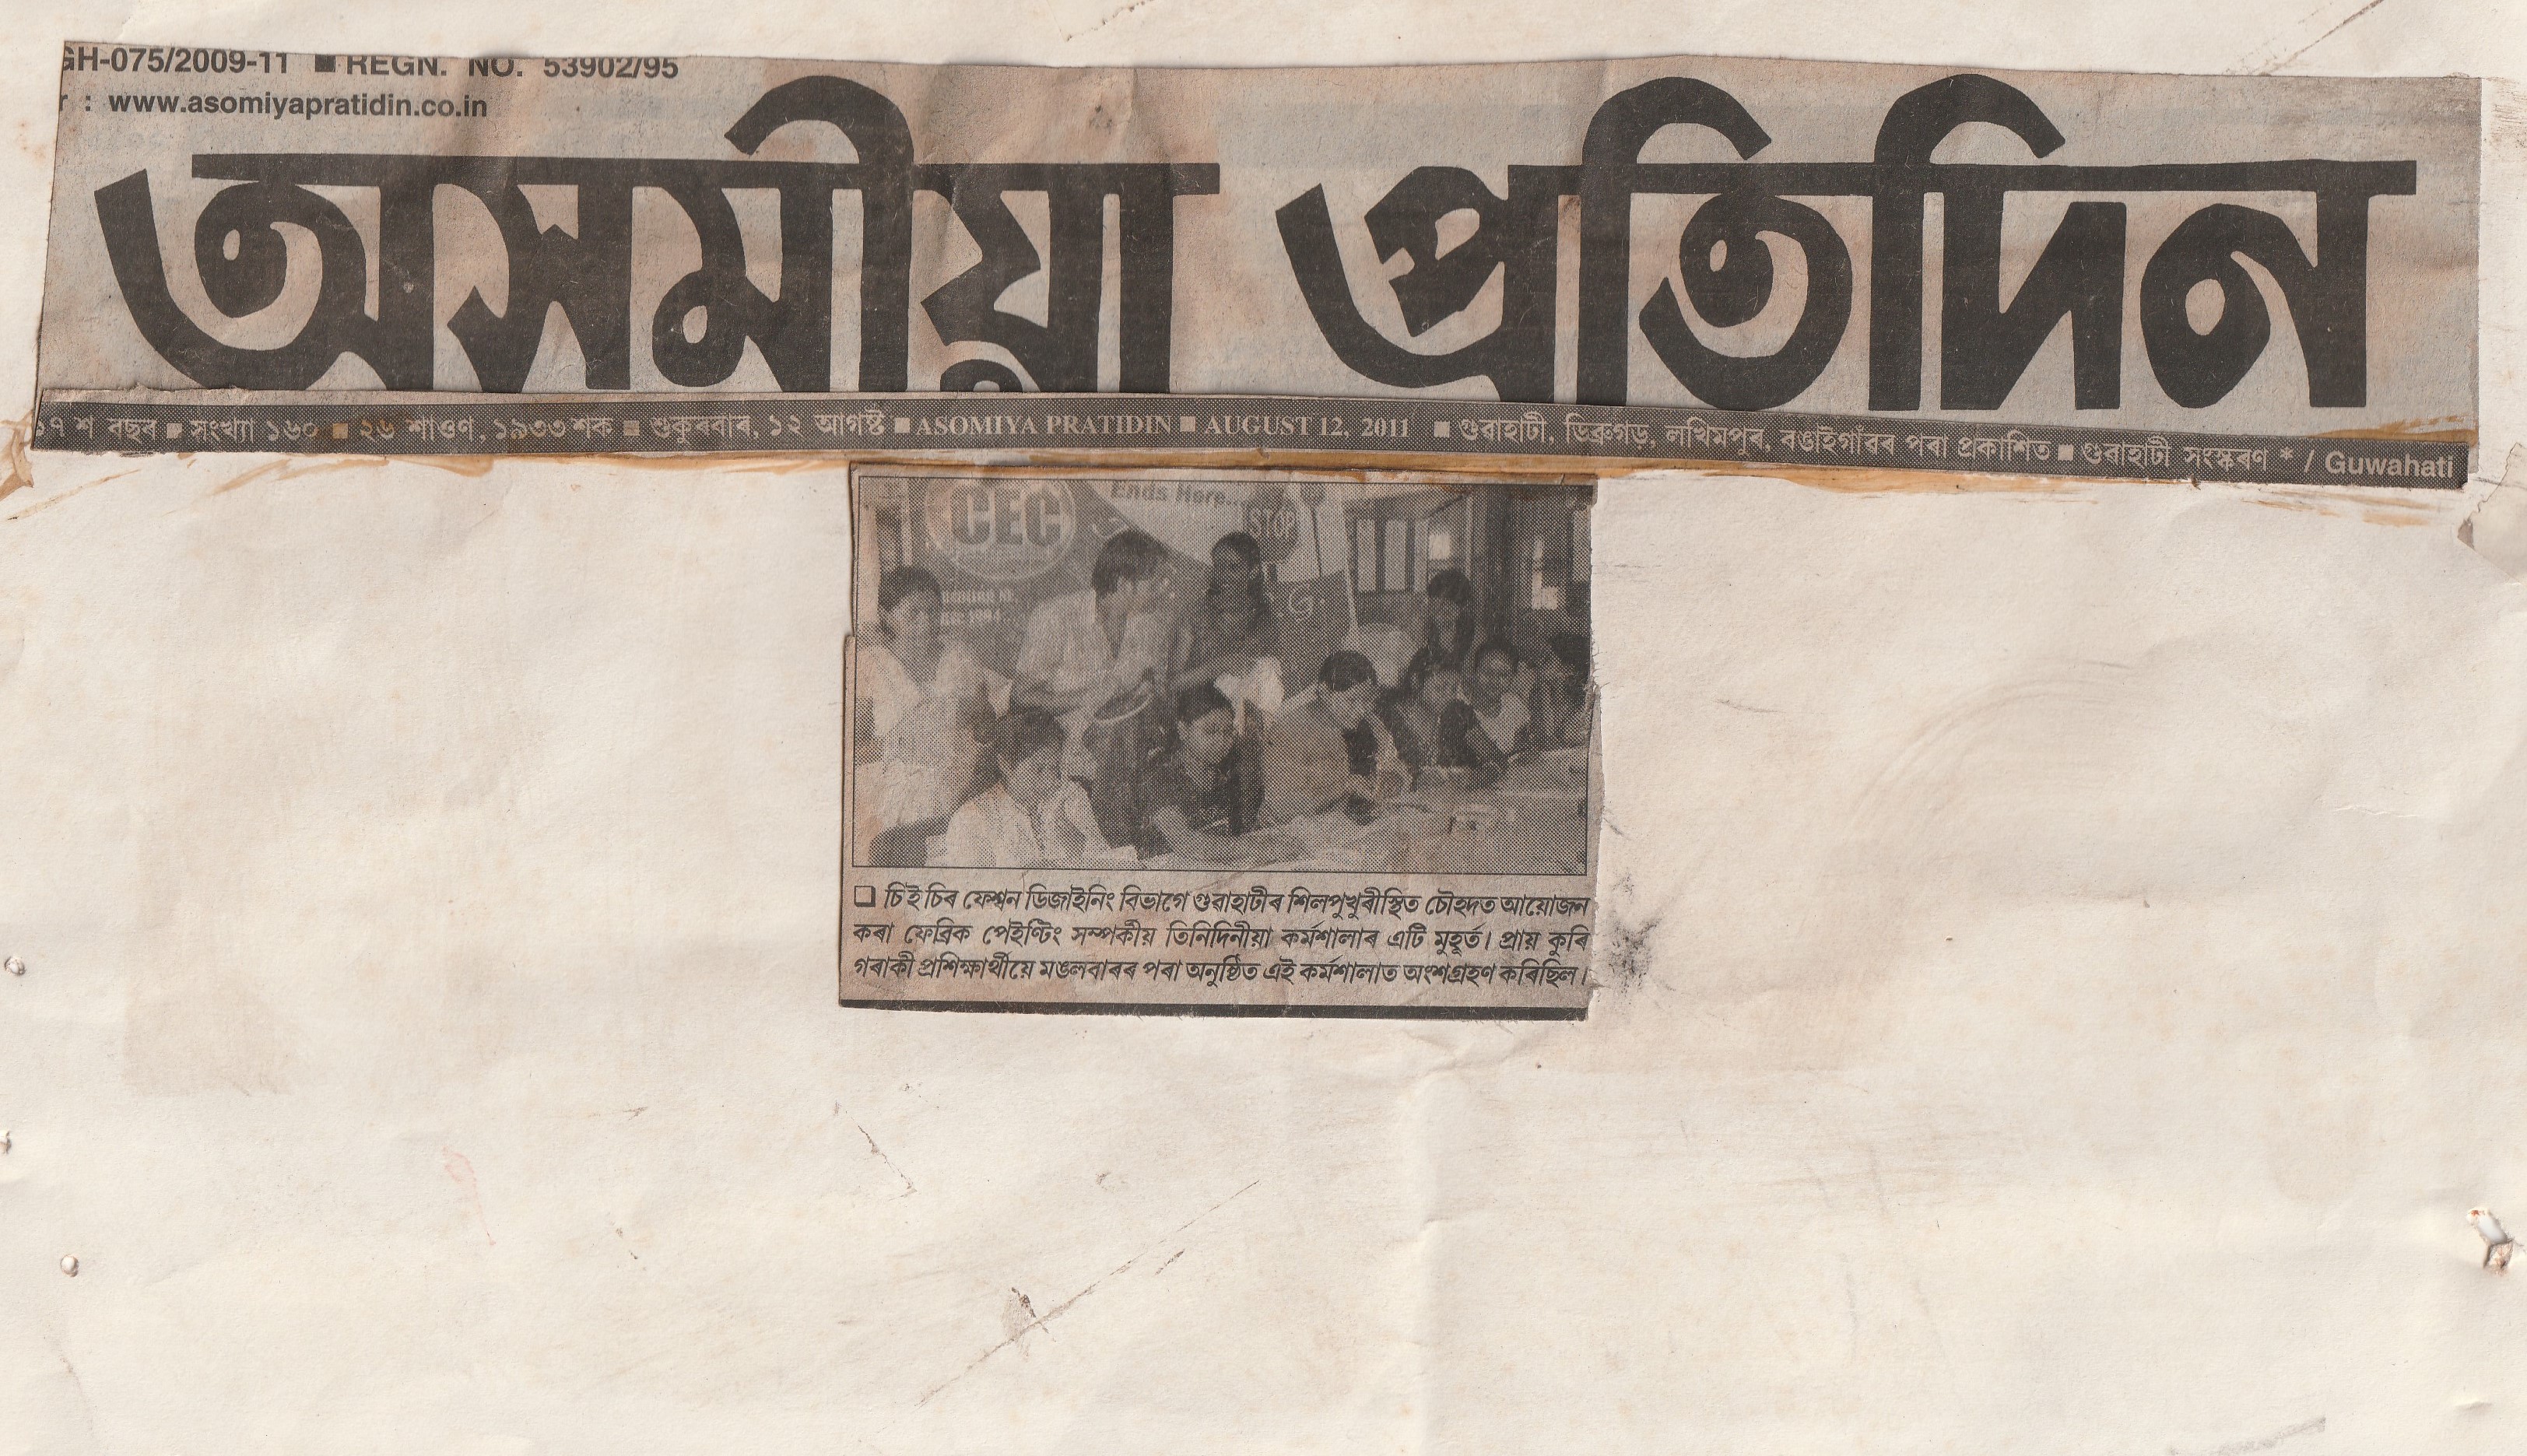 GH-075/2009-11 ■ REGN. NO. 53902/95
r : www.asomiyapratidin.co.in
অসমীয়া প্ৰতিদিন
১৭ শ বছৰ ■ সংখ্যা ১৬০ ■ ২৬ শাওণ, ১৯৩৩ শক ■ শুকুৰবাৰ, ১২ আগষ্ট ■ ASOMIYA PRATIDIN ■ AUGUST 12, 2011 ■ গুৱাহাটী, ডিব্ৰুগড়, লখিমপুৰ, বঙাইগাঁৱৰ পৰা প্ৰকাশিত ■ গুৱাহাটী সংস্কৰণ * / Guwahati
CEC
Ends Here...
STOP
❏ চি ই চিৰ ফেশ্বন ডিজাইনিং বিভাগে গুৱাহাটীৰ শিলপুখুৰীস্থিত চৌহদত আয়োজন
কৰা ফেব্ৰিক পেইণ্টিং সম্পৰ্কীয় তিনিদিনীয়া কৰ্মশালাৰ এটি মুহূৰ্ত। প্ৰায় কুৰি
গৰাকী প্ৰশিক্ষাৰ্থীয়ে মঙলবাৰৰ পৰা অনুষ্ঠিত এই কৰ্মশালাত অংশগ্ৰহণ কৰিছিল।